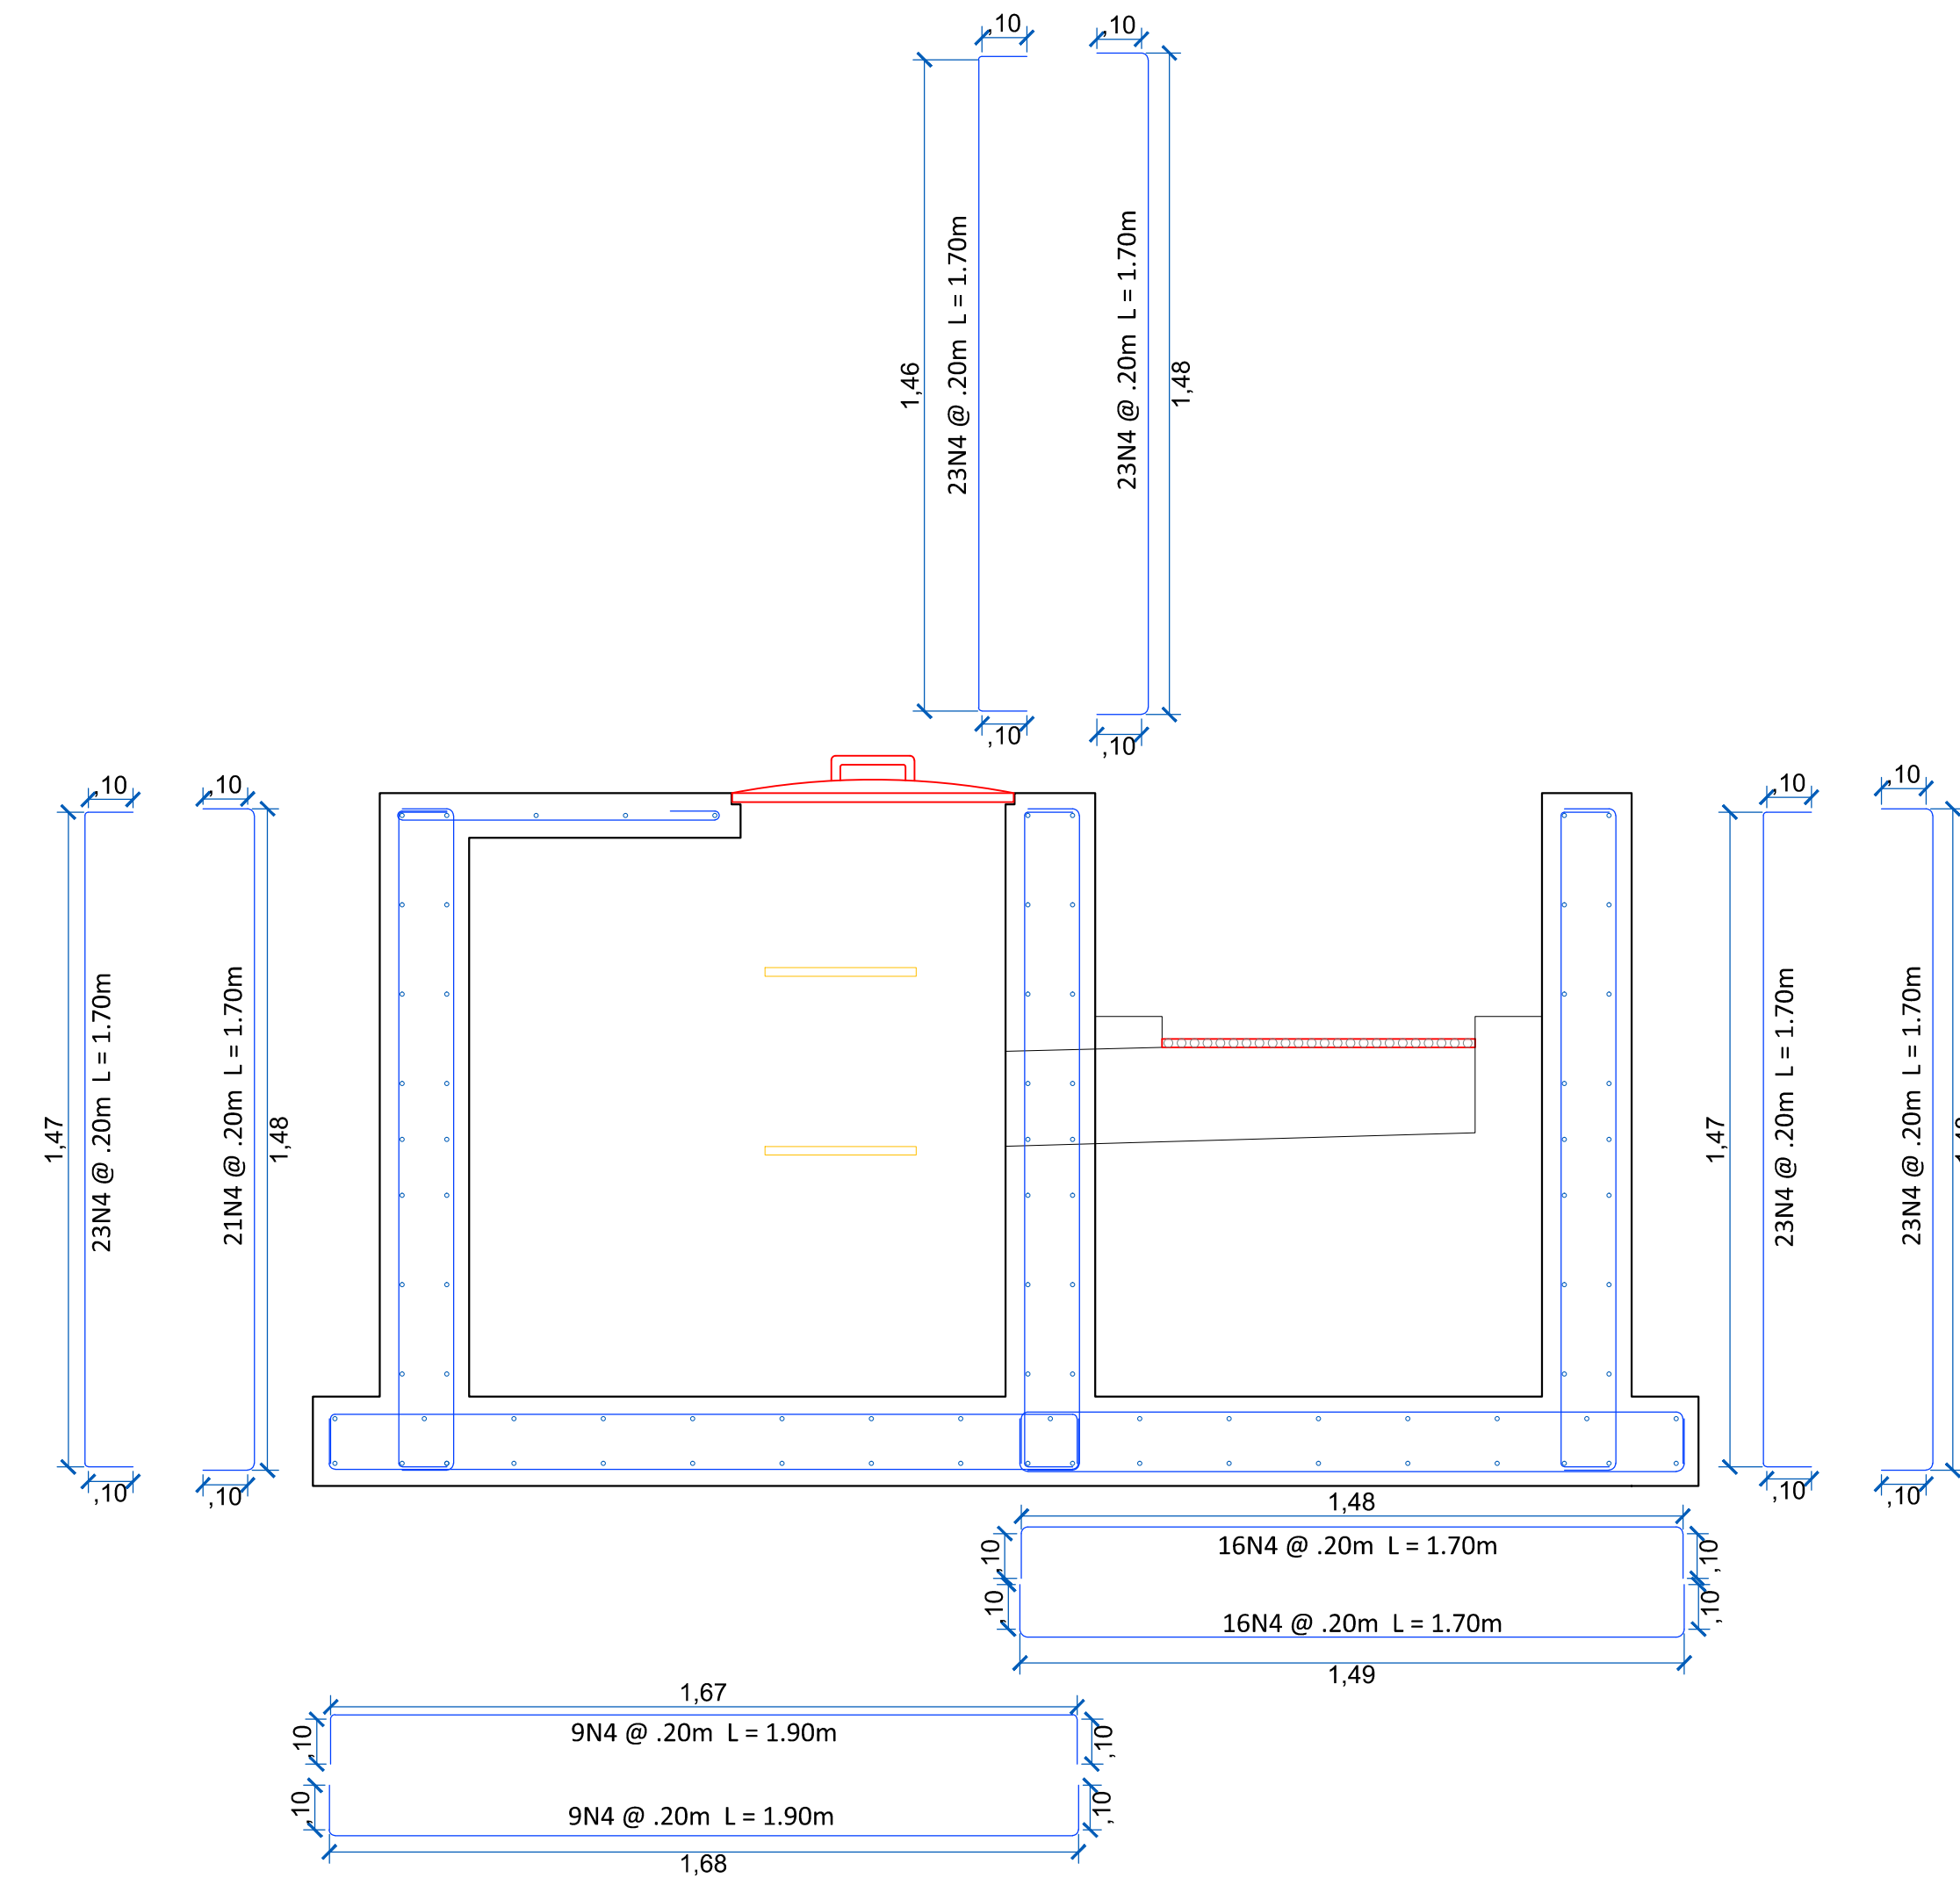 ,10
,10
1,46
23N4 @ .20m L = 1.70m
23N4 @ .20m L = 1.70m
1,48
,10
,10
,10
,10
1,47
23N4 @ .20m L = 1.70m
21N4 @ .20m L = 1.70m
1,48
,10
,10
,10
,10
1,47
23N4 @ .20m L = 1.70m
23N4 @ .20m L = 1.70m
,10
,10
1,48
,10
16N4 @ .20m L = 1.70m
,10
,10
16N4 @ .20m L = 1.70m
,10
1,49
1,67
,10
9N4 @ .20m L = 1.90m
,10
,10
9N4 @ .20m L = 1.90m
,10
1,68